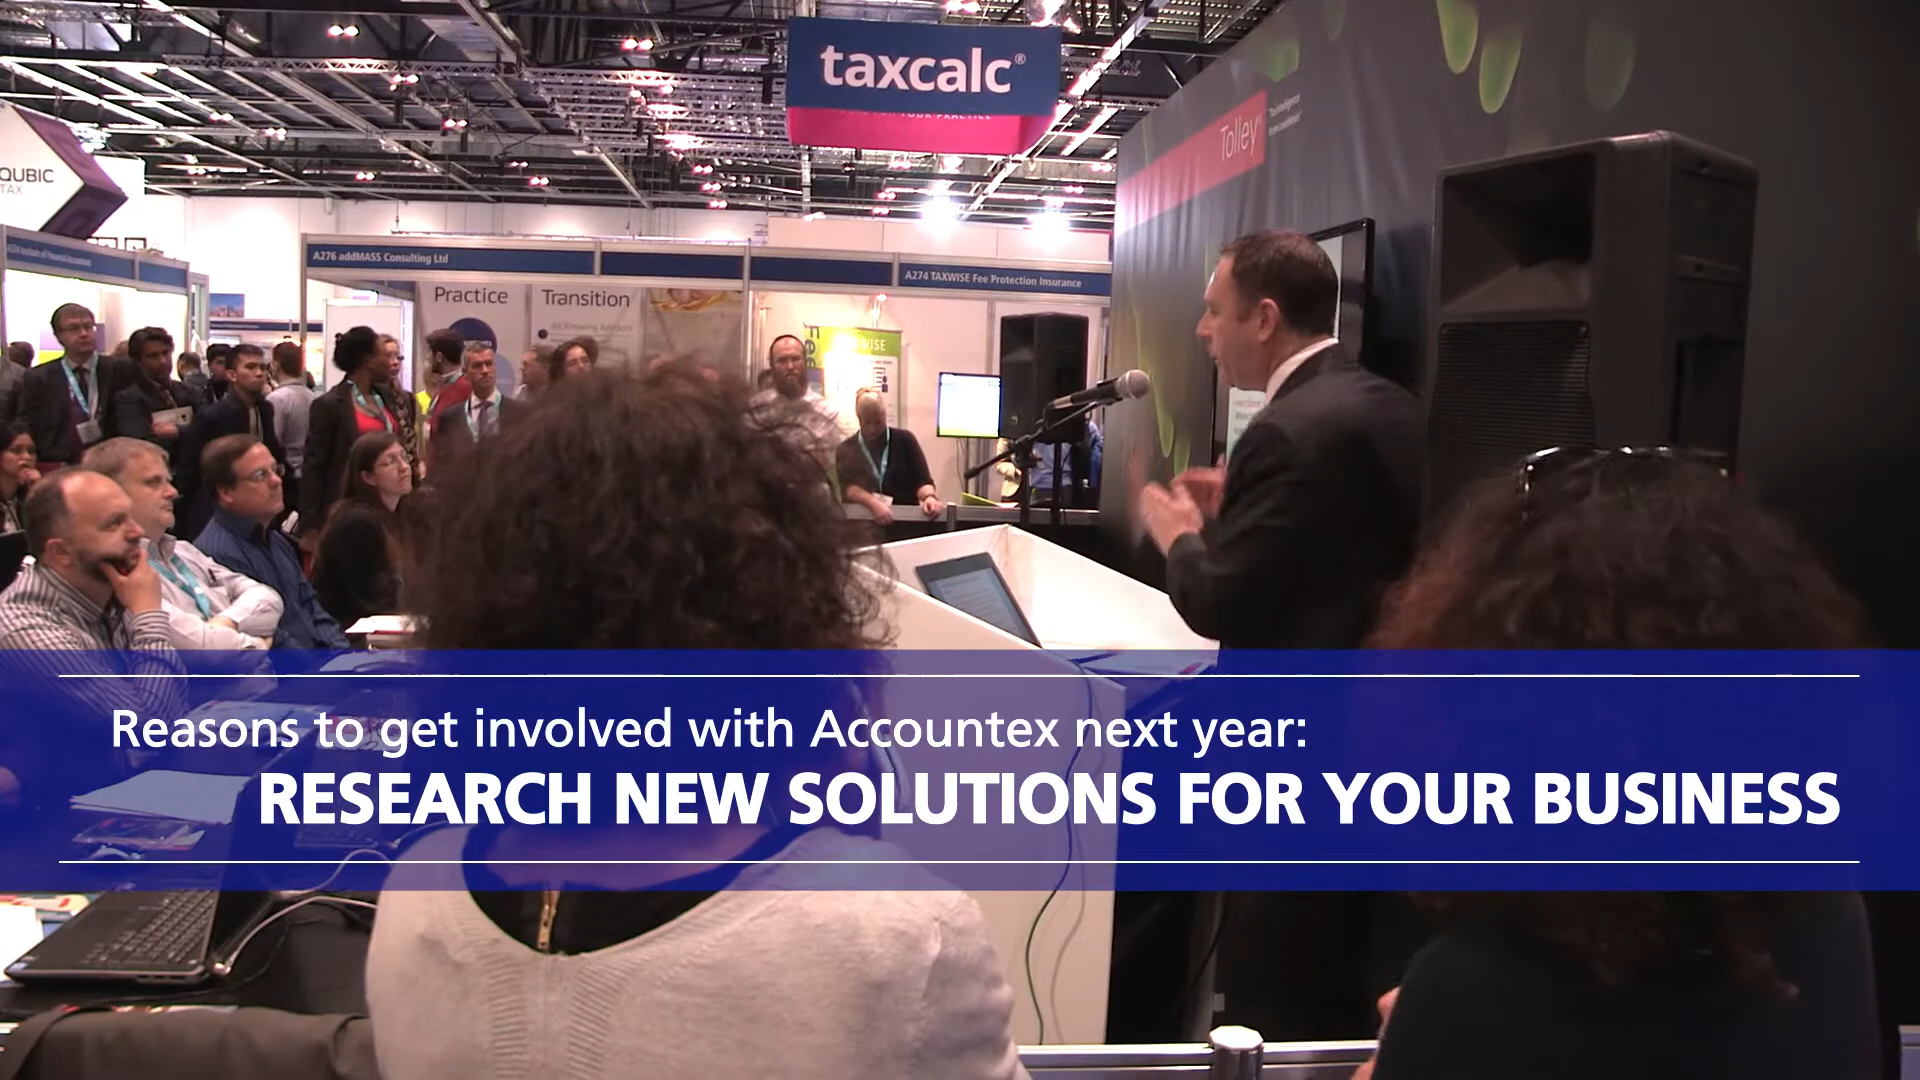 taxcalc®
Tolley®
QUBIC
TAX
A276 addMASS Consulting Ltd
A274 TAXWISE Fee Protection Insurance
Practice
Transition
Reasons to get involved with Accountex next year:
RESEARCH NEW SOLUTIONS FOR YOUR BUSINESS